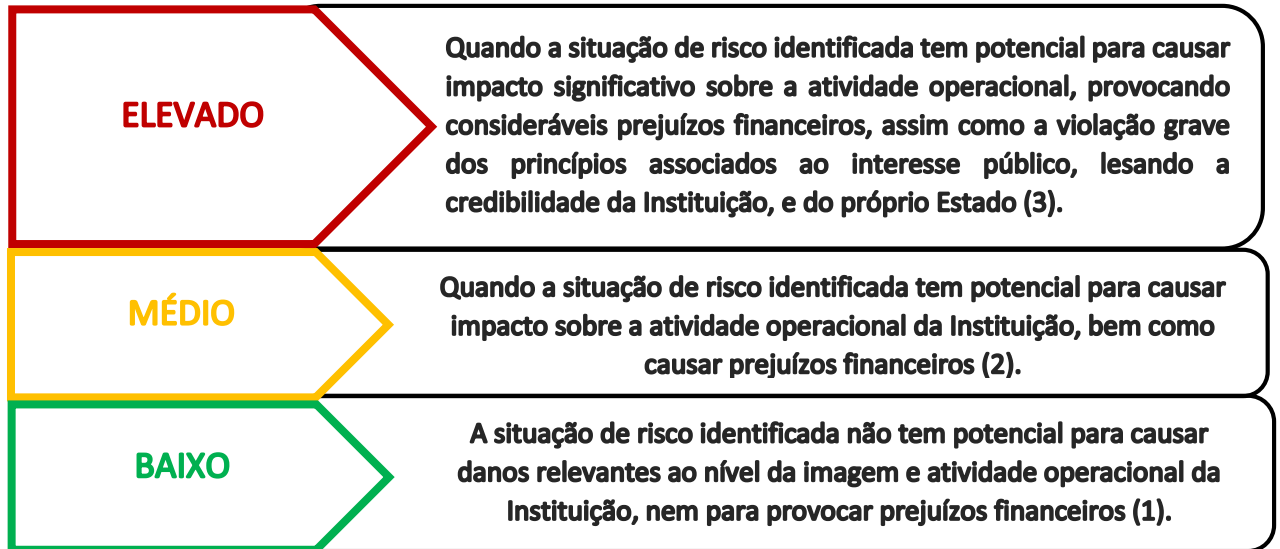 ELEVADO
Quando a situação de risco identificada tem potencial para causar
impacto significativo sobre a atividade operacional, provocando
consideráveis prejuízos financeiros, assim como a violação grave
dos princípios associados ao interesse público, lesando a
credibilidade da Instituição, e do próprio Estado (3).
MÉDIO
Quando a situação de risco identificada tem potencial para causar
impacto sobre a atividade operacional da Instituição, bem como
causar prejuízos financeiros (2).
BAIXO
A situação de risco identificada não tem potencial para causar
danos relevantes ao nível da imagem e atividade operacional da
Instituição, nem para provocar prejuízos financeiros (1).